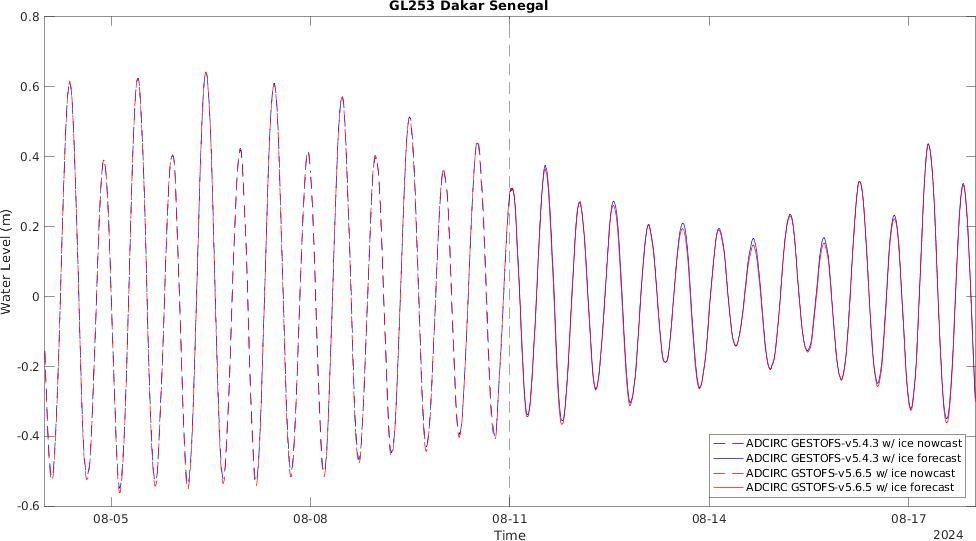 GL253 Dakar Senegal
0.8
0.6
0.4
0.2
0
-0.2
-0.4
-0.6
Water Level (m)
ADCIRC GESTOFS-v5.4.3 w/ ice nowcast
ADCIRC GESTOFS-v5.4.3 w/ ice forecast
ADCIRC GSTOFS-v5.6.5 w/ ice nowcast
ADCIRC GSTOFS-v5.6.5 w/ ice forecast
08-05 08-08 08-11 08-14 08-17
Time 2024